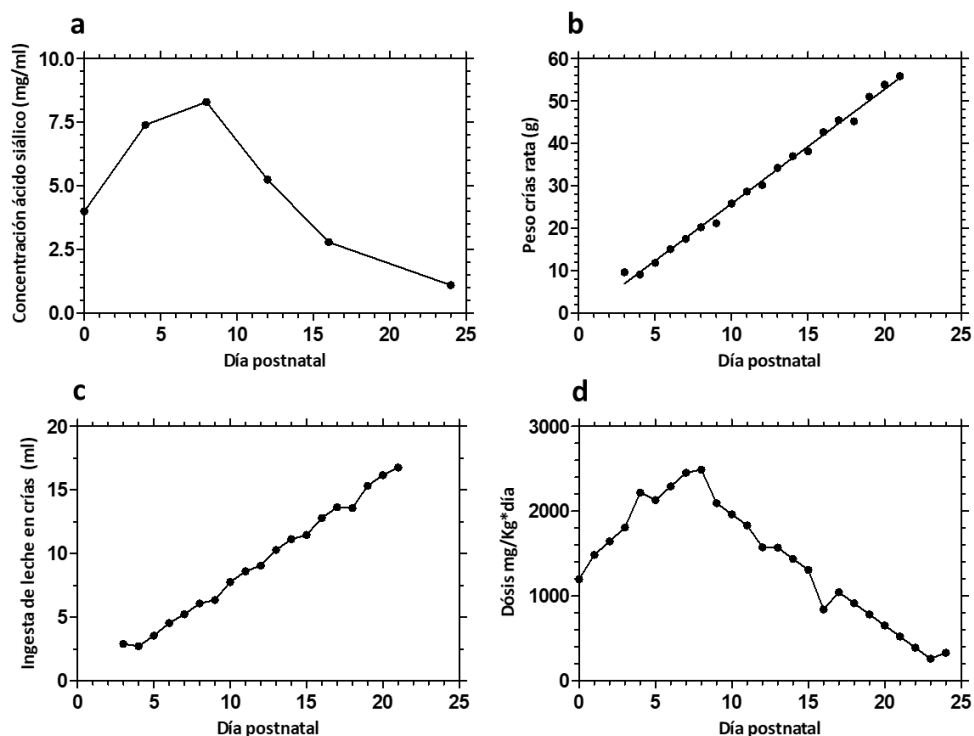 a
Concentración ácido siálico (mg/ml)
10.0
7.5
5.0
2.5
0.0
0 5 10 15 20 25
Día postnatal
b
Peso crías rata (g)
60
50
40
30
20
10
0
0 5 10 15 20 25
Día postnatal
c
Ingesta de leche en crías (ml)
20
15
10
5
0
0 5 10 15 20 25
Día postnatal
d
Dósis mg/Kg*día
3000
2000
1000
0
0 5 10 15 20 25
Día postnatal